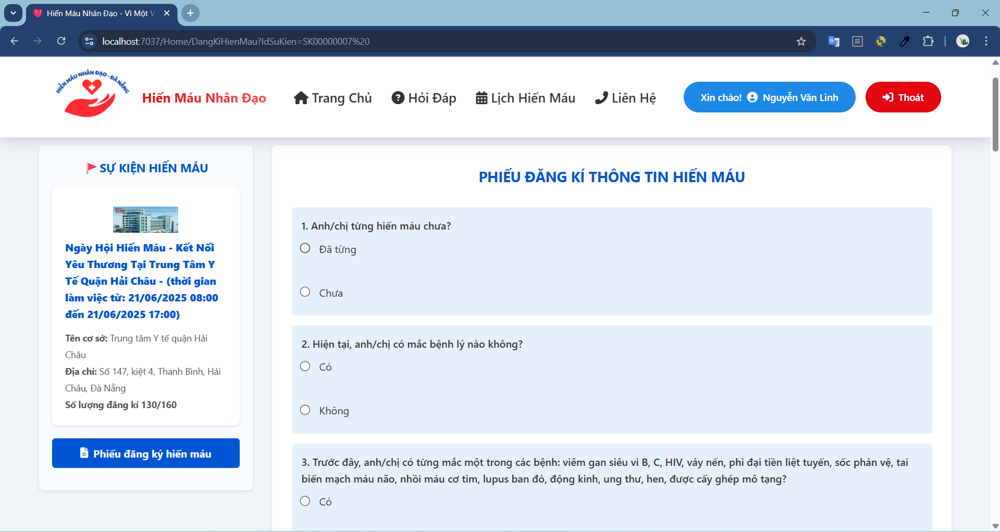 Hiến Máu Nhân Đạo - Vì Một V
localhost:7037/Home/DangKiHienMau?IdSuKien=SK00000007%20
HIẾN MÁU NHÂN ĐẠO - ĐÀ NẴNG
Hiến Máu Nhân Đạo
Trang Chủ
Hỏi Đáp
Lịch Hiến Máu
Liên Hệ
Xin chào! Nguyễn Văn Linh
Thoát
SỰ KIỆN HIẾN MÁU
Ngày Hội Hiến Máu - Kết Nối
Yêu Thương Tại Trung Tâm Y
Tế Quận Hải Châu - (thời gian
làm việc từ: 21/06/2025 08:00
đến 21/06/2025 17:00)
Tên cơ sở: Trung tâm Y tế quận Hải
Châu
Địa chỉ: Số 147, kiệt 4, Thanh Bình, Hải
Châu, Đà Nẵng
Số lượng đăng kí 130/160
Phiếu đăng ký hiến máu
PHIẾU ĐĂNG KÍ THÔNG TIN HIẾN MÁU
1. Anh/chị từng hiến máu chưa?
Đã từng
Chưa
2. Hiện tại, anh/chị có mắc bệnh lý nào không?
Có
Không
3. Trước đây, anh/chị có từng mắc một trong các bệnh: viêm gan siêu vi B, C, HIV, vảy nến, phì đại tiền liệt tuyến, sốc phản vệ, tai
biến mạch máu não, nhồi máu cơ tim, lupus ban đỏ, động kinh, ung thư, hen, được cấy ghép mô tạng?
Có